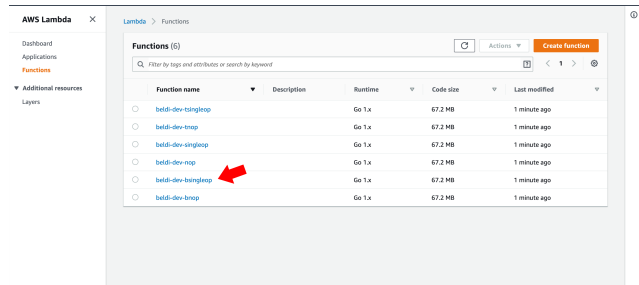 AWS Lambda ×
Lambda > Functions
Dashboard
Applications
Functions
Additional resources
Layers
Functions (6)
Actions
Create function
Filter by tags and attributes or search by keyword
1
Function name Description Runtime Code size Last modified
beldi-dev-tsingleop Go 1.x 67.2 MB 1 minute ago
beldi-dev-tnop Go 1.x 67.2 MB 1 minute ago
beldi-dev-singleop Go 1.x 67.2 MB 1 minute ago
beldi-dev-nop Go 1.x 67.2 MB 1 minute ago
beldi-dev-bsingleop Go 1.x 67.2 MB 1 minute ago
beldi-dev-bnop Go 1.x 67.2 MB 1 minute ago